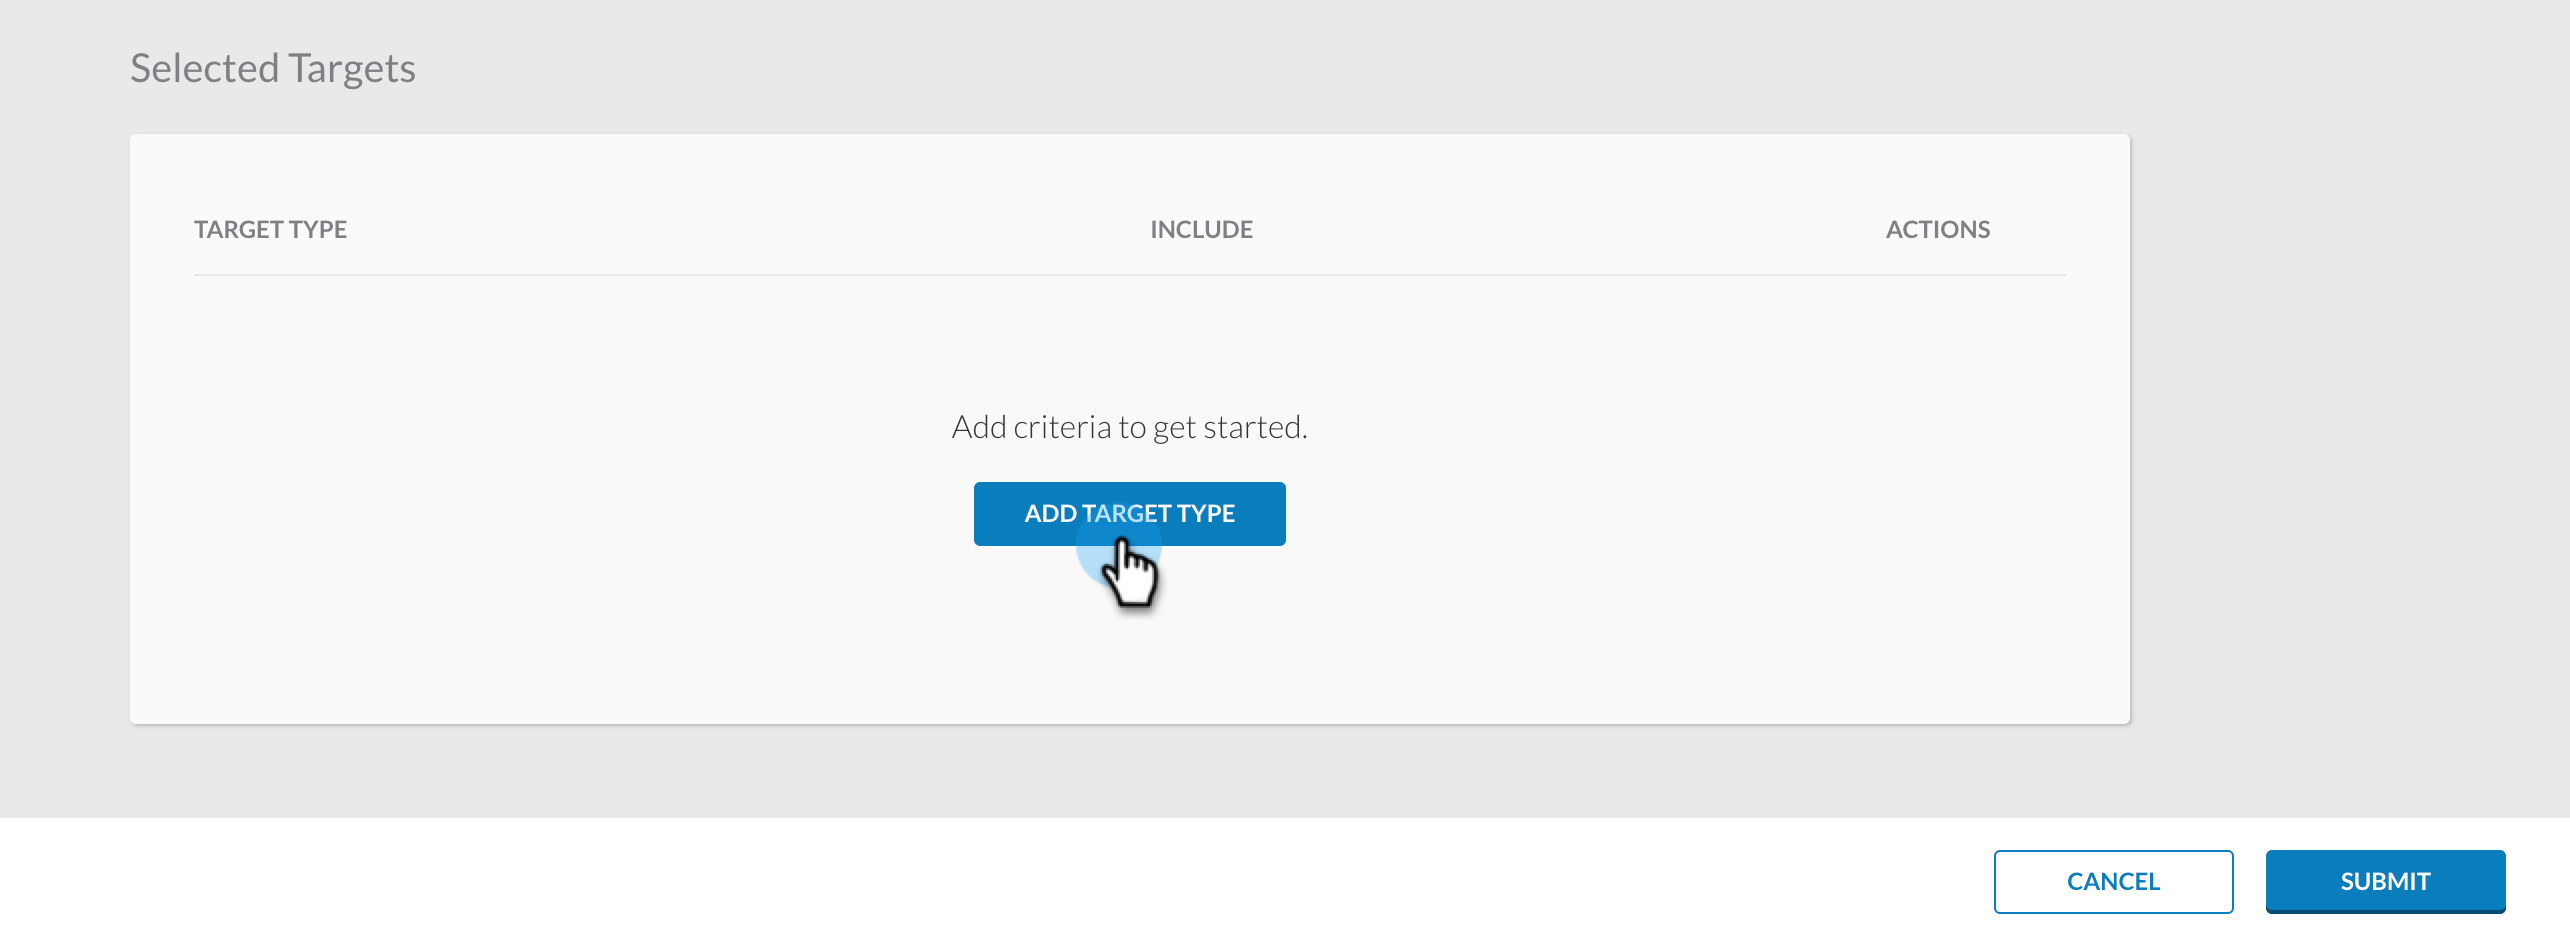 Selected Targets
TARGET TYPE INCLUDE ACTIONS
Add criteria to get started.
ADD TARGET TYPE
CANCEL SUBMIT